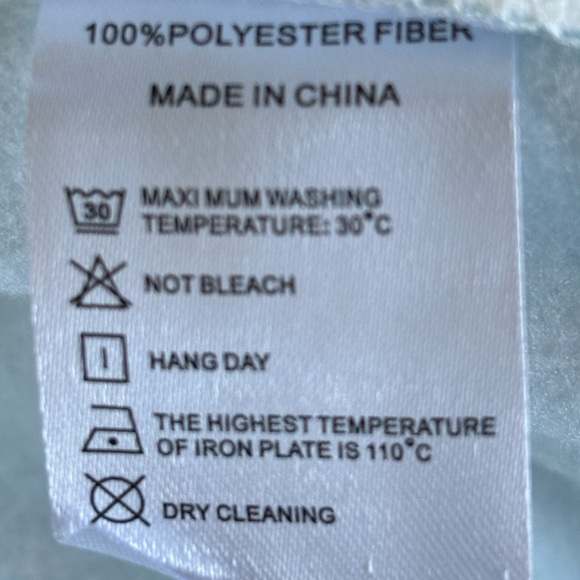 100%POLYESTER FIBER
MADE IN CHINA
30
MAXI MUM WASHING
TEMPERATURE: 30°C
NOT BLEACH
HANG DAY
THE HIGHEST TEMPERATURE
OF IRON PLATE IS 110°C
DRY CLEANING